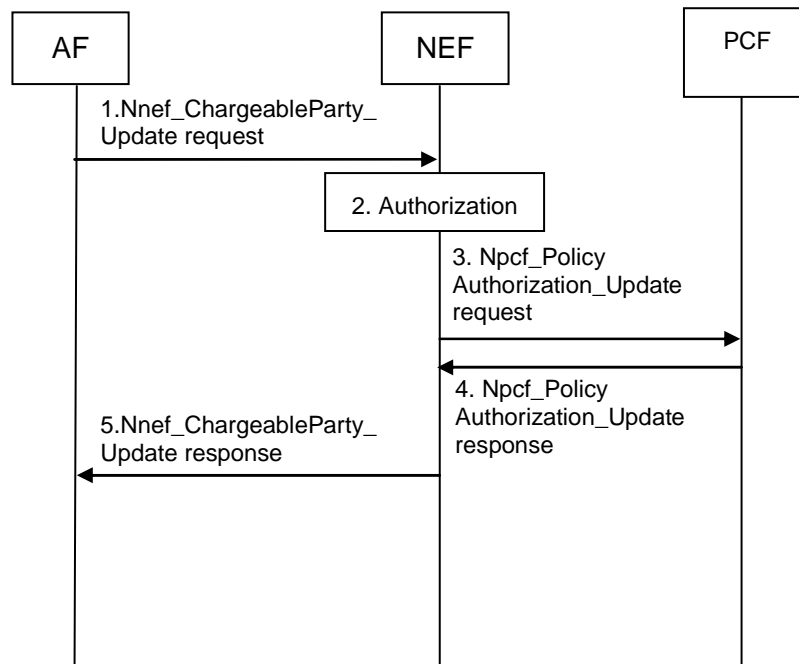 AF
NEF
PCF
1.Nnef_ChargeableParty_
Update request
2. Authorization
3. Npcf_Policy
Authorization_Update
request
4. Npcf_Policy
Authorization_Update
response
5.Nnef_ChargeableParty_
Update response